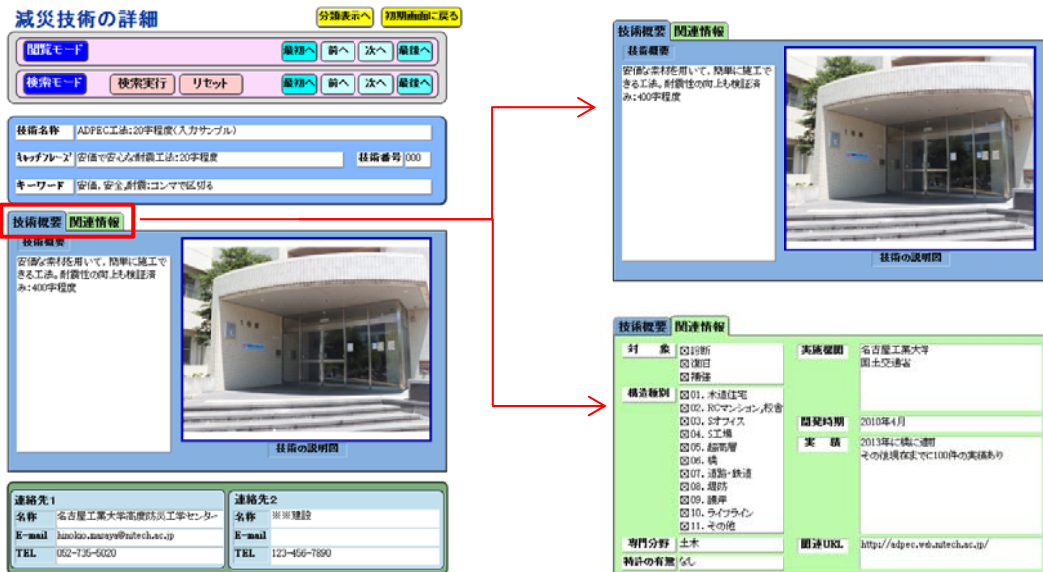 減災技術の詳細
分類表示へ 初期画面に戻る
閲覧モード 最初へ 前へ 次へ 最後へ
検索モード 検索実行 リセット 最初へ 前へ 次へ 最後へ
技術名称 ADPEC工法:20字程度(入力サンプル)
キャッチフレーズ 安価で安心な耐震工法:20字程度 技術番号 000
キーワード 安価,安全,耐震:コンマで区切る
技術概要 関連情報
技術概要
安価な素材を用いて,簡単に施工で
きる工法。耐震性の向上も検証済
み:400字程度
技術の説明図
連絡先1
名称 名古屋工業大学高度防災工学センター
E-mail
TEL 052-735-5020
連絡先2
名称 ※※建設
E-mail
TEL 123-456-7890
技術概要 関連情報
技術概要
安価な素材を用いて,簡単に施工で
きる工法。耐震性の向上も検証済
み:400字程度
技術の説明図
技術概要 関連情報
対 象 診断
復旧
補強
構造種別 01. 木造住宅
02. RCマンション,校舎
03. Sオフィス
04. S工場
05. 超高層
06. 橋
07. 道路・鉄道
08. 堤防
09. 護岸
10. ライフライン
11. その他
専門分野 土木
特許の有無 なし
実施機関 名古屋工業大学
国土交通省
開発時期 2010年4月
実 績 2013年に橋に適用
その後現在までに100件の実績あり
関連URL http://adpec.web.nitech.ac.jp/